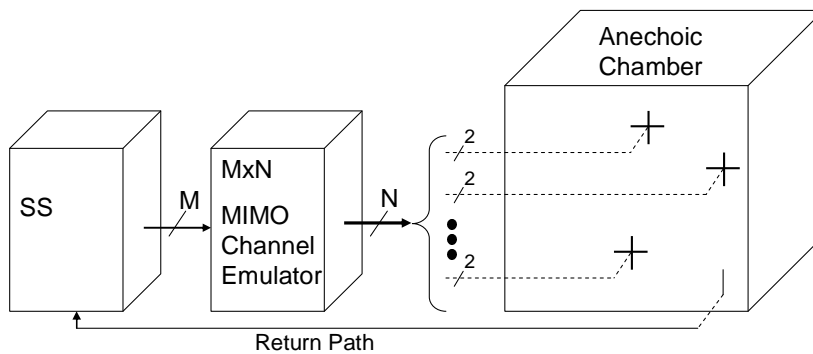 Anechoic
Chamber
SS
M
MxN
MIMO
Channel
Emulator
N
2
2
2
Return Path